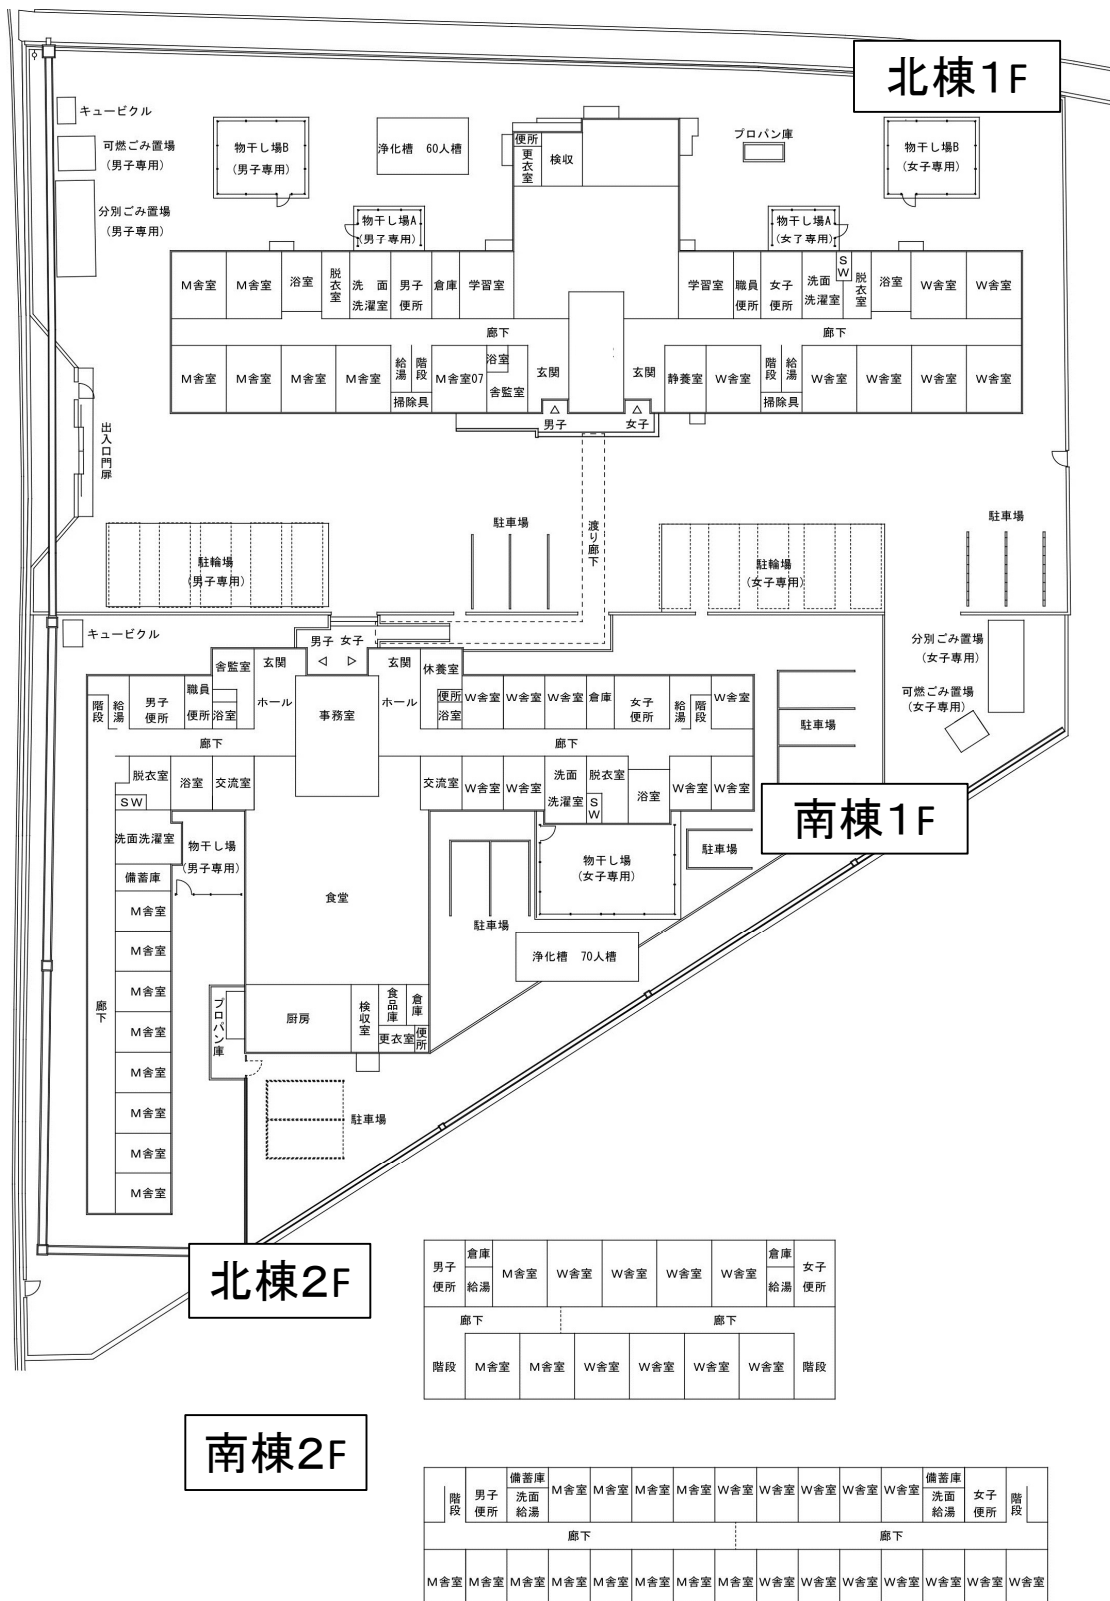 北棟1F
キュービクル
可燃ごみ置場
(男子専用)
分別ごみ置場
(男子専用)
物干し場B
(男子専用)
浄化槽 60人槽
便所
更衣室
検収
プロパン庫
物干し場B
(女子専用)
物干し場A
(男子専用)
物干し場A
(女子専用)
M舎室
M舎室
浴室
脱衣室
洗面
洗濯室
男子
便所
倉庫
学習室
学習室
職員
便所
女子
便所
洗面
洗濯室
SW
脱衣室
浴室
W舎室
W舎室
廊下
廊下
M舎室
M舎室
M舎室
M舎室
給湯
階段
掃除具
M舎室07
浴室
舎監室
玄関
玄関
静養室
W舎室
階段
給湯
掃除具
W舎室
W舎室
W舎室
W舎室
△
男子
△
女子
出入口門扉
駐輪場
(男子専用)
駐車場
渡り廊下
駐輪場
(女子専用)
駐車場
キュービクル
男子 女子
◁ ▷
分別ごみ置場
(女子専用)
可燃ごみ置場
(女子専用)
階段
給湯
男子
便所
職員
便所
舎監室
浴室
玄関
ホール
事務室
玄関
ホール
休養室
便所
浴室
W舎室
W舎室
W舎室
倉庫
女子
便所
給湯
階段
W舎室
駐車場
廊下
廊下
脱衣室
SW
浴室
交流室
交流室
W舎室
W舎室
洗面
洗濯室
脱衣室
SW
浴室
W舎室
W舎室
南棟1F
洗面洗濯室
物干し場
(男子専用)
備蓄庫
食堂
駐車場
物干し場
(女子専用)
駐車場
浄化槽 70人槽
M舎室
M舎室
M舎室
M舎室
M舎室
M舎室
M舎室
M舎室
廊下
プロパン庫
厨房
検収室
食品庫
倉庫
更衣室
便所
駐車場
北棟2F
男子
便所
倉庫
給湯
M舎室
W舎室
W舎室
W舎室
W舎室
倉庫
給湯
女子
便所
廊下
廊下
階段
M舎室
M舎室
W舎室
W舎室
W舎室
W舎室
階段
南棟2F
階段
男子
便所
備蓄庫
洗面
給湯
M舎室
M舎室
M舎室
M舎室
W舎室
W舎室
W舎室
W舎室
W舎室
備蓄庫
洗面
給湯
女子
便所
階段
廊下
廊下
M舎室
M舎室
M舎室
M舎室
M舎室
M舎室
M舎室
M舎室
W舎室
W舎室
W舎室
W舎室
W舎室
W舎室
W舎室